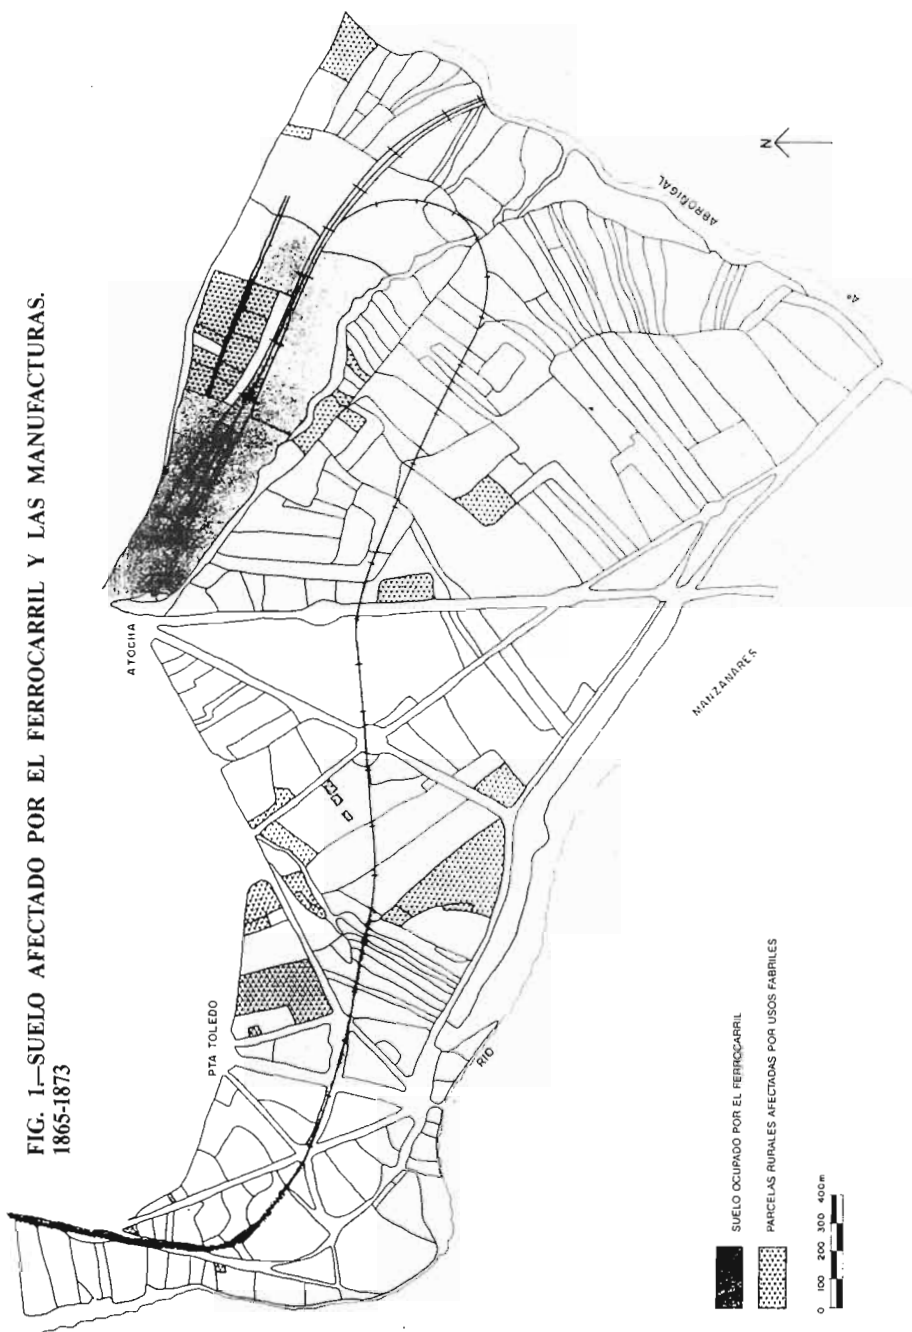 FIG. 1.—SUELO AFECTADO POR EL FERROCARRIL Y LAS MANUFACTURAS.
1865-1873
ATOCHA
PTA TOLEDO
N
ABROÑIGAL
Aº
MANZANARES
RIO
SUELO OCUPADO POR EL FERROCARRIL
PARCELAS RURALES AFECTADAS POR USOS FABRILES
0 100 200 300 400m